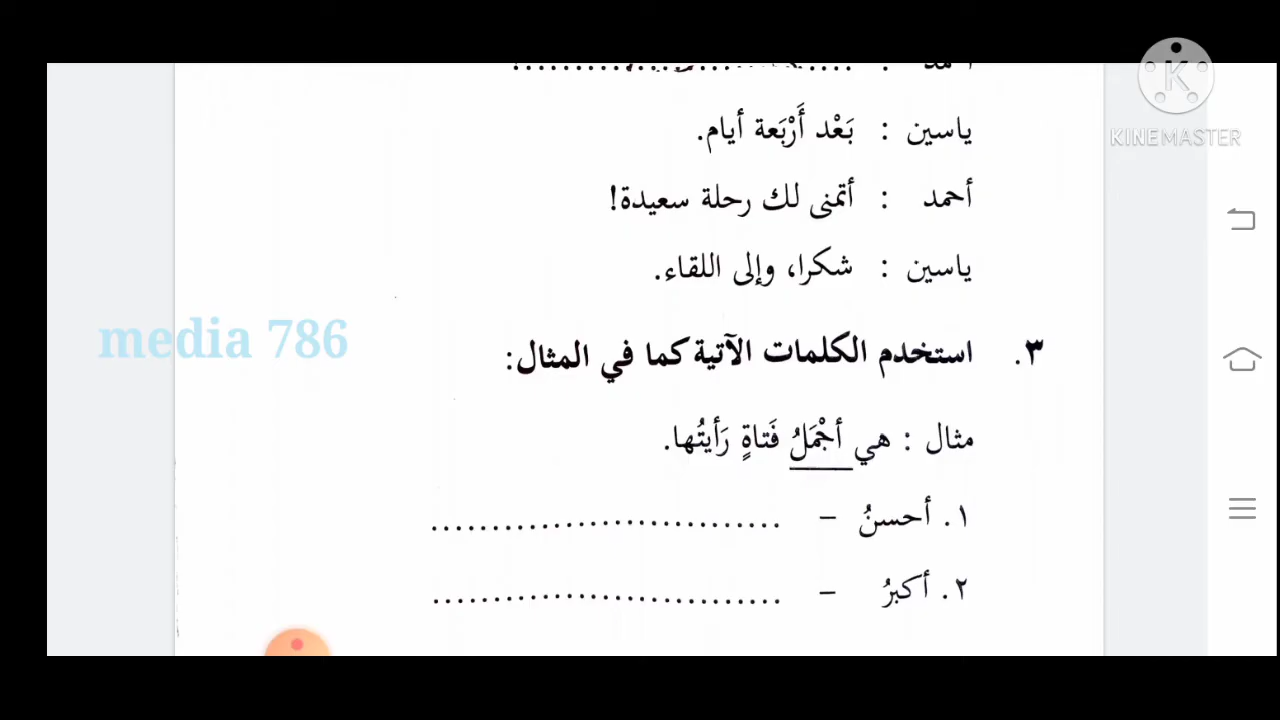 KINEMASTER
ياسين : بَعْد أَرْبَعة أيام.
أحمد : أتمنى لك رحلة سعيدة!
ياسين : شكرا، وإلى اللقاء.
media 786
٣. استخدم الكلمات الآتية كما في المثال:
مثال : هي أجْمَلُ فَتاةٍ رَأيتُها.
١. أحسنُ – ............................
٢. أكبرُ – ............................